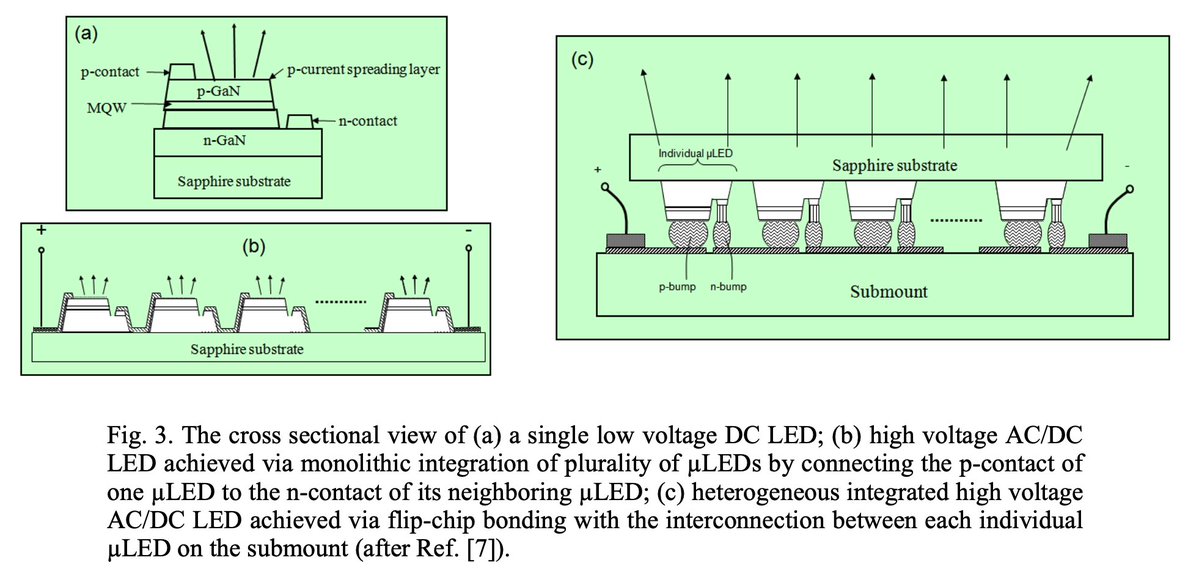 (a)
p-contact
p-current spreading layer
p-GaN
MQW
n-contact
n-GaN
Sapphire substrate
+
-
(b)
Sapphire substrate
(c)
Individual μLED
Sapphire substrate
+
-
p-bump n-bump
Submount
Fig. 3. The cross sectional view of (a) a single low voltage DC LED; (b) high voltage AC/DC
LED achieved via monolithic integration of plurality of μLEDs by connecting the p-contact of
one μLED to the n-contact of its neighboring μLED; (c) heterogeneous integrated high voltage
AC/DC LED achieved via flip-chip bonding with the interconnection between each individual
μLED on the submount (after Ref. [7]).